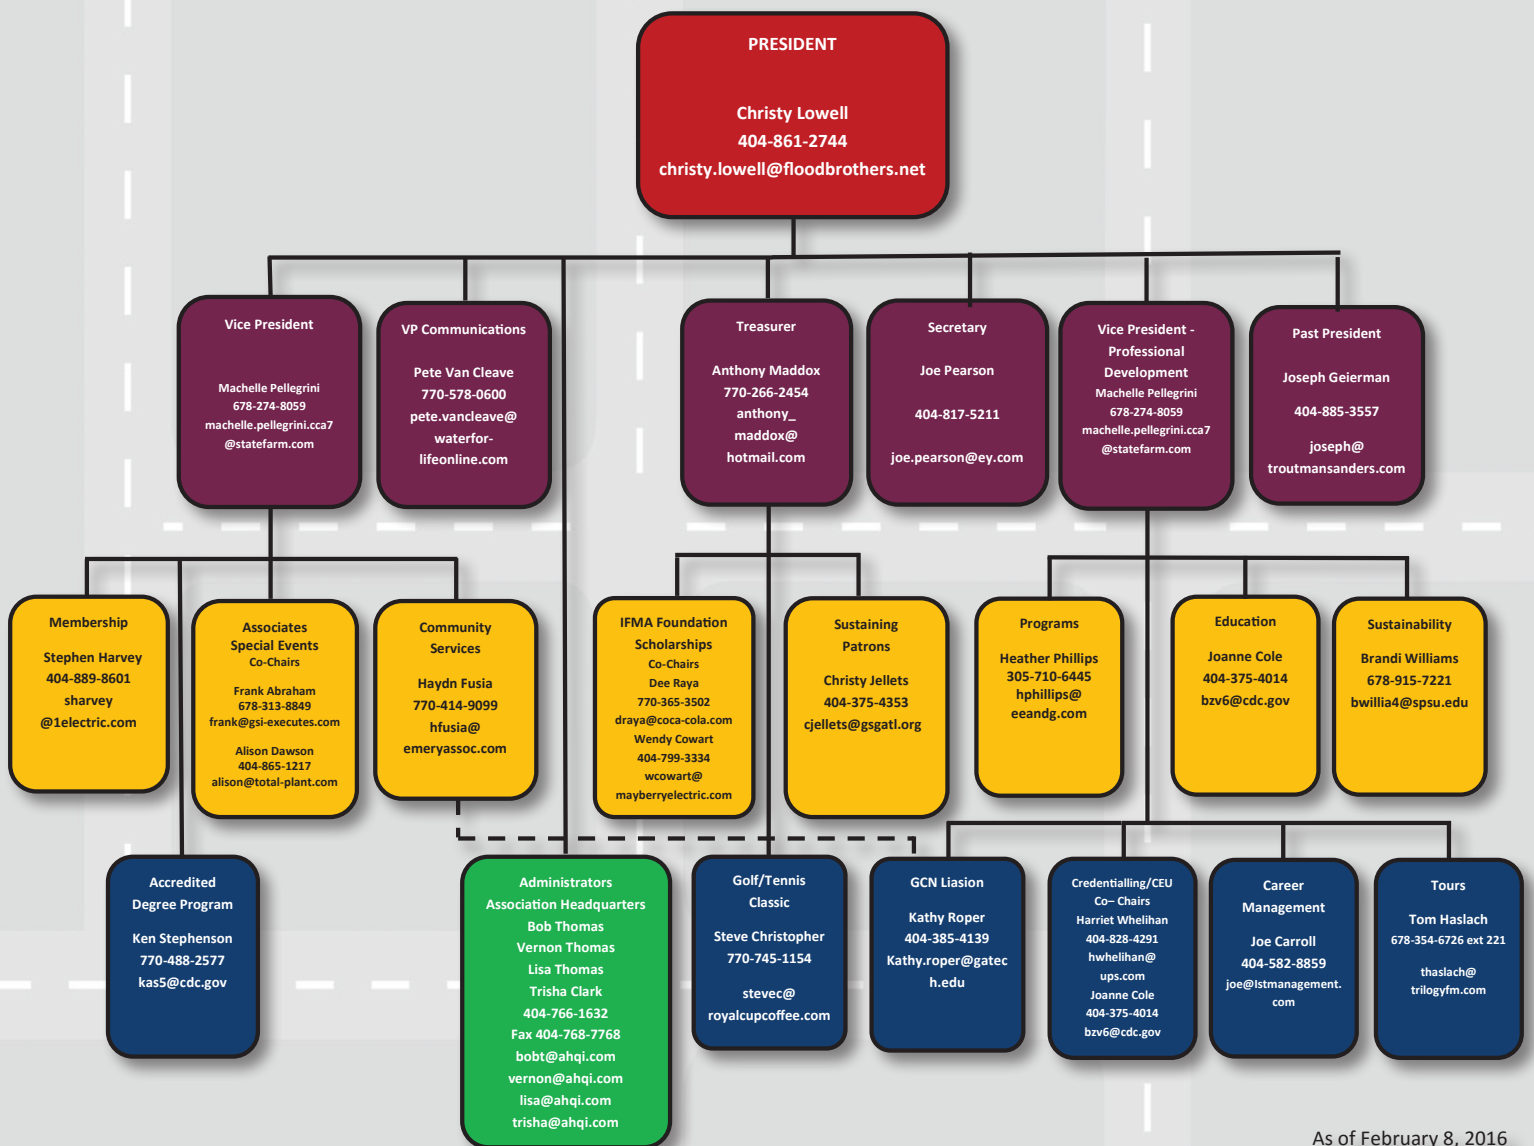 PRESIDENT
Christy Lowell
404-861-2744
christy.lowell@floodbrothers.net
Vice President
Machelle Pellegrini
678-274-8059
machelle.pellegrini.cca7
@statefarm.com
VP Communications
Pete Van Cleave
770-578-0600
pete.vancleave@
waterfor-
lifeonline.com
Treasurer
Anthony Maddox
770-266-2454
anthony_
maddox@
hotmail.com
Secretary
Joe Pearson
404-817-5211
joe.pearson@ey.com
Vice President -
Professional
Development
Machelle Pellegrini
678-274-8059
machelle.pellegrini.cca7
@statefarm.com
Past President
Joseph Geierman
404-885-3557
joseph@
troutmansanders.com
Membership
Stephen Harvey
404-889-8601
sharvey
@1electric.com
Associates
Special Events
Co-Chairs
Frank Abraham
678-313-8849
frank@gsi-executes.com
Alison Dawson
404-865-1217
alison@total-plant.com
Community
Services
Haydn Fusia
770-414-9099
hfusia@
emeryassoc.com
IFMA Foundation
Scholarships
Co-Chairs
Dee Raya
770-365-3502
draya@coca-cola.com
Wendy Cowart
404-799-3334
wcowart@
mayberryelectric.com
Sustaining
Patrons
Christy Jellets
404-375-4353
cjellets@gsgatl.org
Programs
Heather Phillips
305-710-6445
hphillips@
eeandg.com
Education
Joanne Cole
404-375-4014
bzv6@cdc.gov
Sustainability
Brandi Williams
678-915-7221
bwillia4@spsu.edu
Accredited
Degree Program
Ken Stephenson
770-488-2577
kas5@cdc.gov
Administrators
Association Headquarters
Bob Thomas
Vernon Thomas
Lisa Thomas
Trisha Clark
404-766-1632
Fax 404-768-7768
bobt@ahqi.com
vernon@ahqi.com
lisa@ahqi.com
trisha@ahqi.com
Golf/Tennis
Classic
Steve Christopher
770-745-1154
stevec@
royalcupcoffee.com
GCN Liasion
Kathy Roper
404-385-4139
Kathy.roper@gatec
h.edu
Credentialling/CEU
Co– Chairs
Harriet Whelihan
404-828-4291
hwhelihan@
ups.com
Joanne Cole
404-375-4014
bzv6@cdc.gov
Career
Management
Joe Carroll
404-582-8859
joe@lstmanagement.
com
Tours
Tom Haslach
678-354-6726 ext 221
thaslach@
trilogyfm.com
As of February 8, 2016